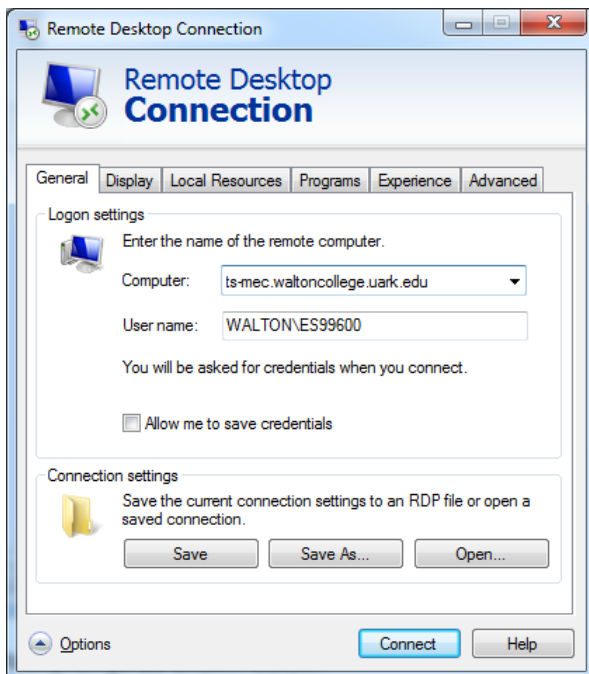 Remote Desktop Connection
Remote Desktop
Connection
General Display Local Resources Programs Experience Advanced
Logon settings
Enter the name of the remote computer.
Computer: ts-mec.waltoncollege.uark.edu
User name: WALTON\ES99600
You will be asked for credentials when you connect.
Allow me to save credentials
Connection settings
Save the current connection settings to an RDP file or open a
saved connection.
Save Save As... Open...
Options Connect Help